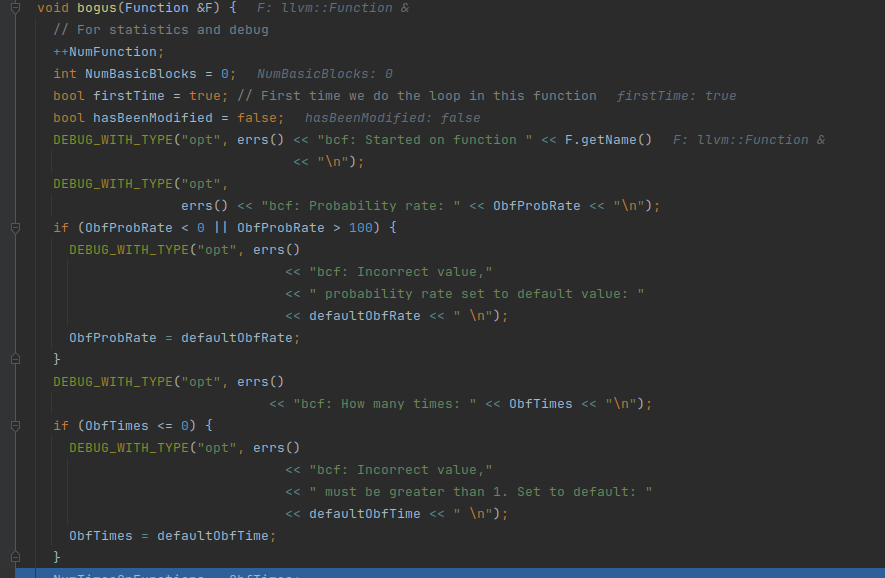 void bogus(Function &F) {   F: llvm::Function &
  // For statistics and debug
  ++NumFunction;
  int NumBasicBlocks = 0;   NumBasicBlocks: 0
  bool firstTime = true; // First time we do the loop in this function   firstTime: true
  bool hasBeenModified = false;   hasBeenModified: false
  DEBUG_WITH_TYPE("opt", errs() << "bcf: Started on function " << F.getName()   F: llvm::Function &
                                << "\n");
  DEBUG_WITH_TYPE("opt",
                  errs() << "bcf: Probability rate: " << ObfProbRate << "\n");
  if (ObfProbRate < 0 || ObfProbRate > 100) {
    DEBUG_WITH_TYPE("opt", errs()
                               << "bcf: Incorrect value,"
                               << " probability rate set to default value: "
                               << defaultObfRate << " \n");
    ObfProbRate = defaultObfRate;
  }
  DEBUG_WITH_TYPE("opt", errs()
                             << "bcf: How many times: " << ObfTimes << "\n");
  if (ObfTimes <= 0) {
    DEBUG_WITH_TYPE("opt", errs()
                               << "bcf: Incorrect value,"
                               << " must be greater than 1. Set to default: "
                               << defaultObfTime << " \n");
    ObfTimes = defaultObfTime;
  }
  NumTimesOnFunctions = ObfTimes;